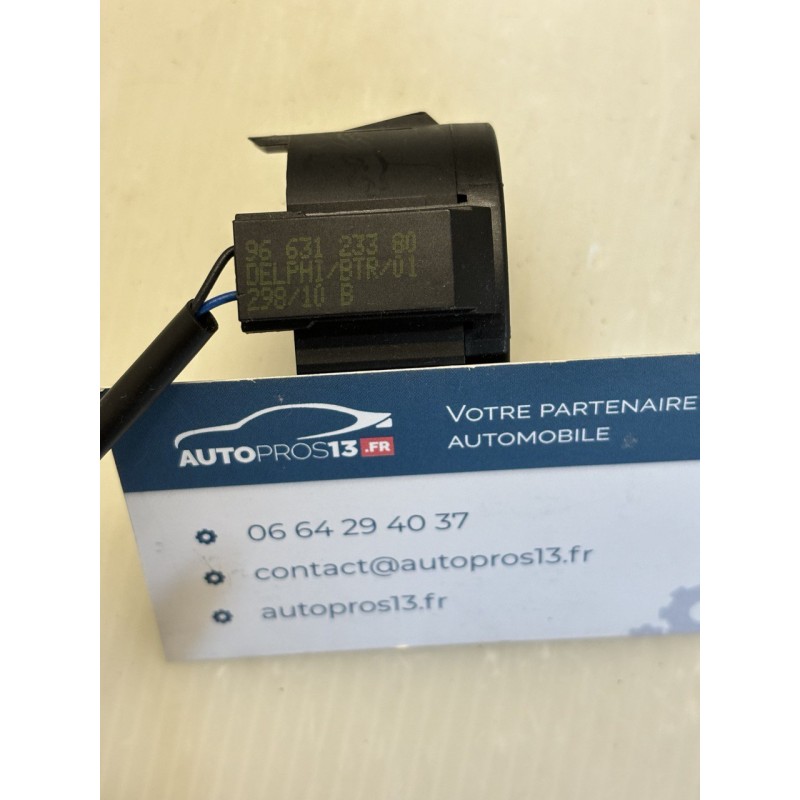 96 631 233 80
DELPHI/BTR/01
298/10 B
AUTOPROS13.FR
VOTRE PARTENAIRE
AUTOMOBILE
06 64 29 40 37
contact@autopros13.fr
autopros13.fr